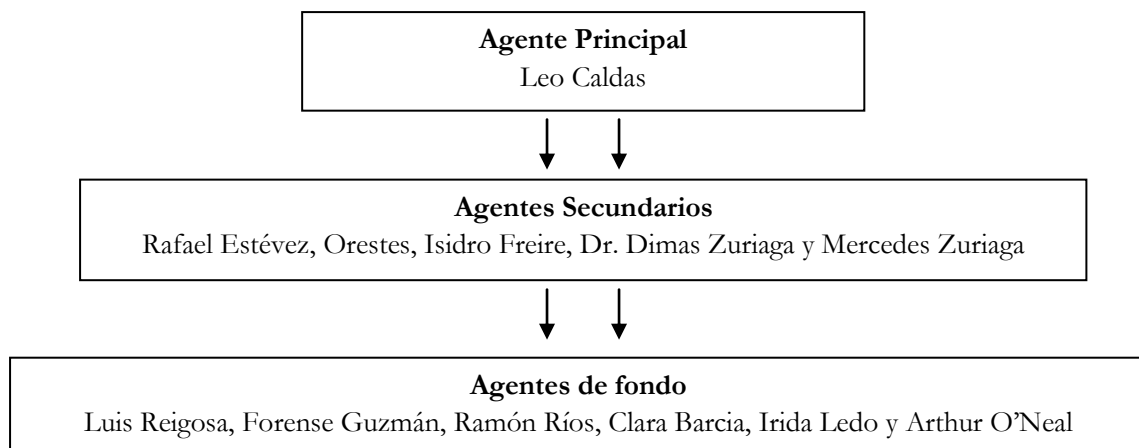 Agente Principal
Leo Caldas
Agentes Secundarios
Rafael Estévez, Orestes, Isidro Freire, Dr. Dimas Zuriaga y Mercedes Zuriaga
Agentes de fondo
Luis Reigosa, Forense Guzmán, Ramón Ríos, Clara Barcia, Irida Ledo y Arthur O’Neal